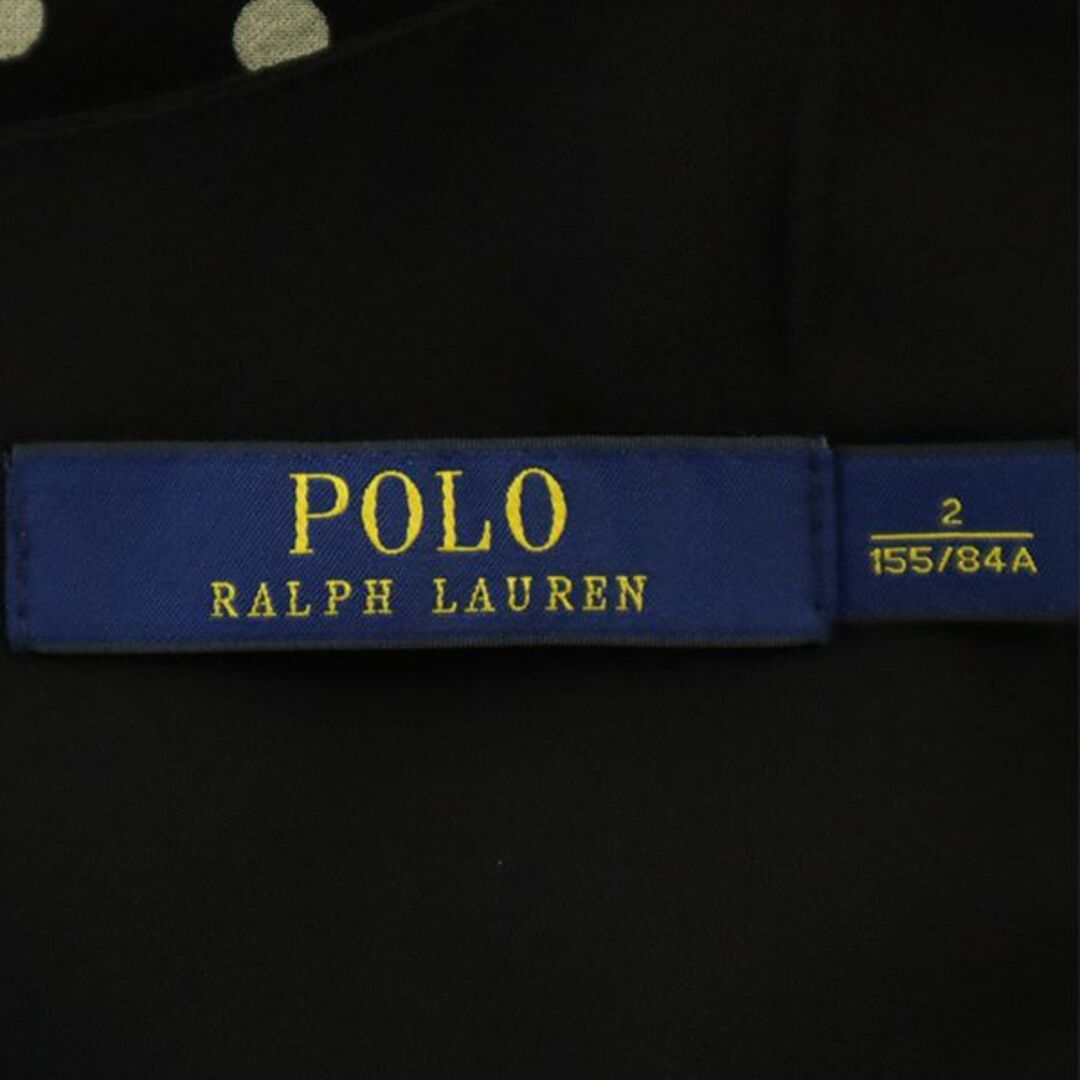 POLO
RALPH LAUREN
2
155/84A